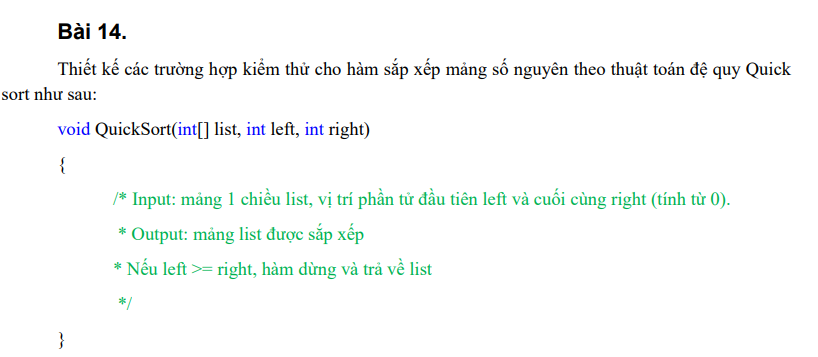 Bài 14.
Thiết kế các trường hợp kiểm thử cho hàm sắp xếp mảng số nguyên theo thuật toán đệ quy Quick
sort như sau:
void QuickSort(int[] list, int left, int right)
{
/* Input: mảng 1 chiều list, vị trí phần tử đầu tiên left và cuối cùng right (tính từ 0).
* Output: mảng list được sắp xếp
* Nếu left >= right, hàm dừng và trả về list
*/
}